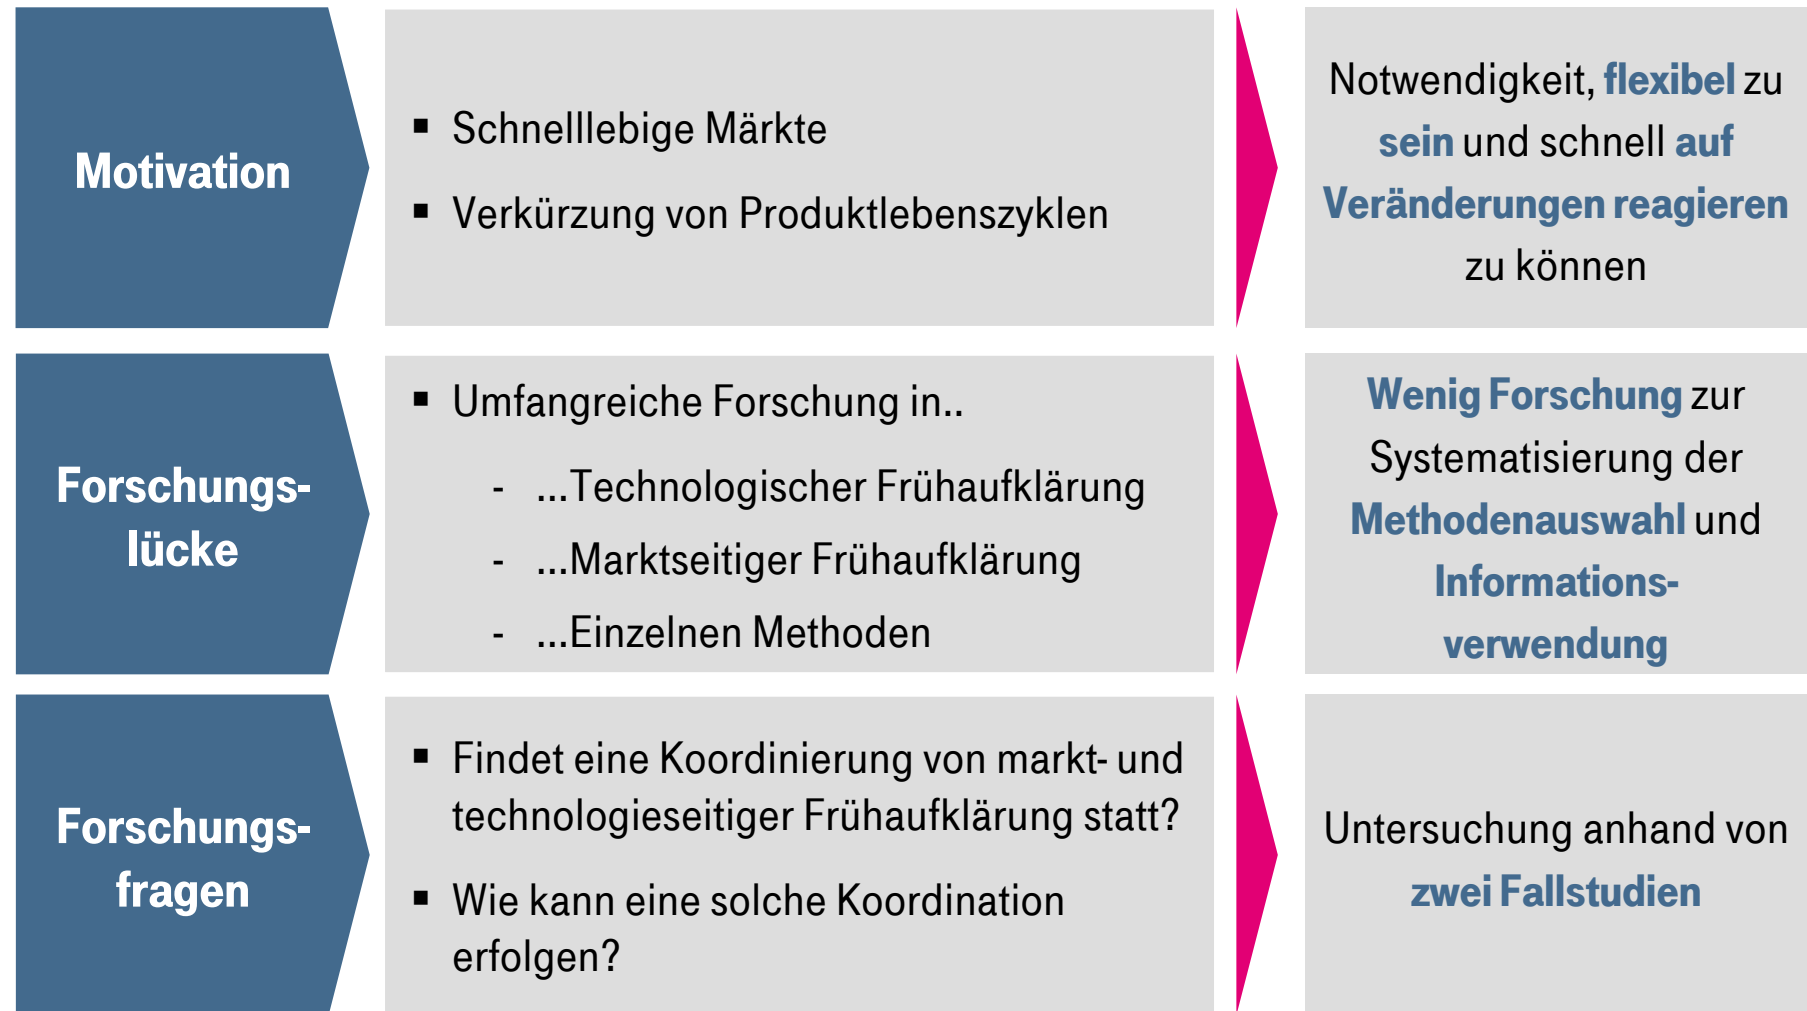 Motivation
▪ Schnelllebige Märkte
▪ Verkürzung von Produktlebenszyklen
Notwendigkeit, flexibel zu
sein und schnell auf
Veränderungen reagieren
zu können
Forschungs-
lücke
▪ Umfangreiche Forschung in..
- ...Technologischer Frühaufklärung
- ...Marktseitiger Frühaufklärung
- ...Einzelnen Methoden
Wenig Forschung zur
Systematisierung der
Methodenauswahl und
Informations-
verwendung
Forschungs-
fragen
▪ Findet eine Koordinierung von markt- und
technologieseitiger Frühaufklärung statt?
▪ Wie kann eine solche Koordination
erfolgen?
Untersuchung anhand von
zwei Fallstudien